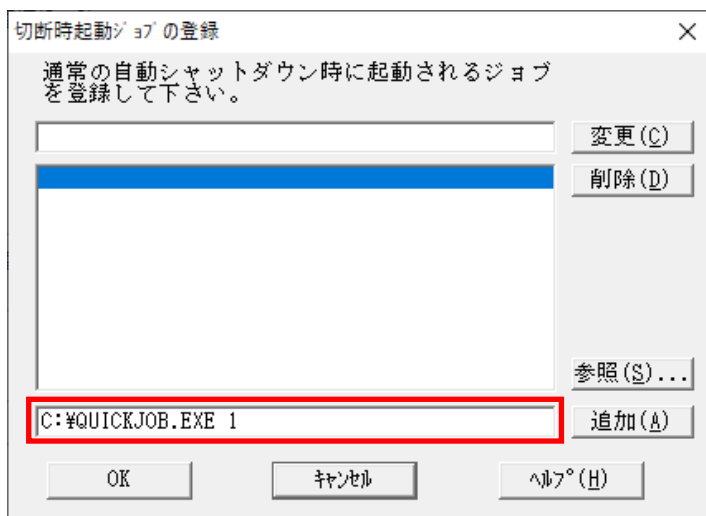 切断時起動ｼﾞｮﾌﾞの登録
通常の自動シャットダウン時に起動されるジョブ
を登録して下さい。
変更(C)
削除(D)
参照(S)...
C:¥QUICKJOB.EXE 1
追加(A)
OK
ｷｬﾝｾﾙ
ﾍﾙﾌﾟ(H)